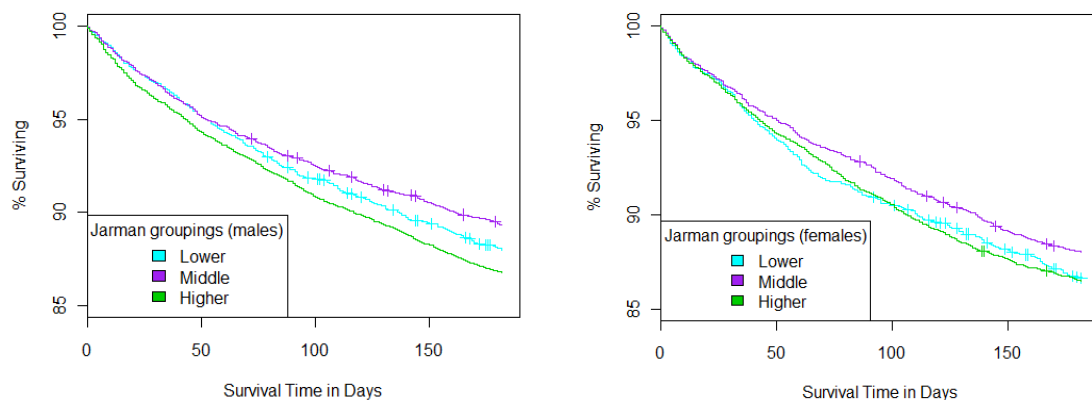 % Surviving
100
95
90
85
Jarman groupings (males)
Lower
Middle
Higher
0 50 100 150
Survival Time in Days
% Surviving
100
95
90
85
Jarman groupings (females)
Lower
Middle
Higher
0 50 100 150
Survival Time in Days